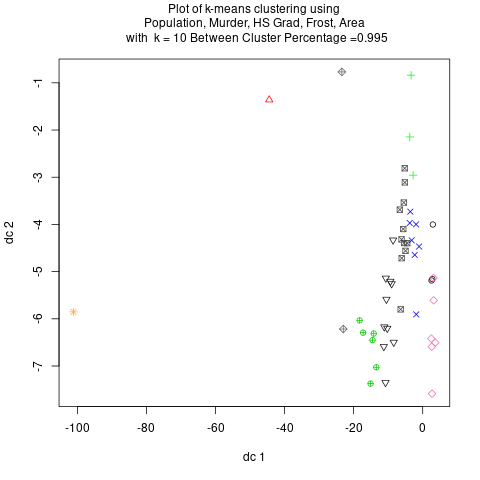 Plot of k-means clustering using
Population, Murder, HS Grad, Frost, Area
with k = 10 Between Cluster Percentage =0.995
dc 2
-1
-2
-3
-4
-5
-6
-7
-100 -80 -60 -40 -20 0
dc 1